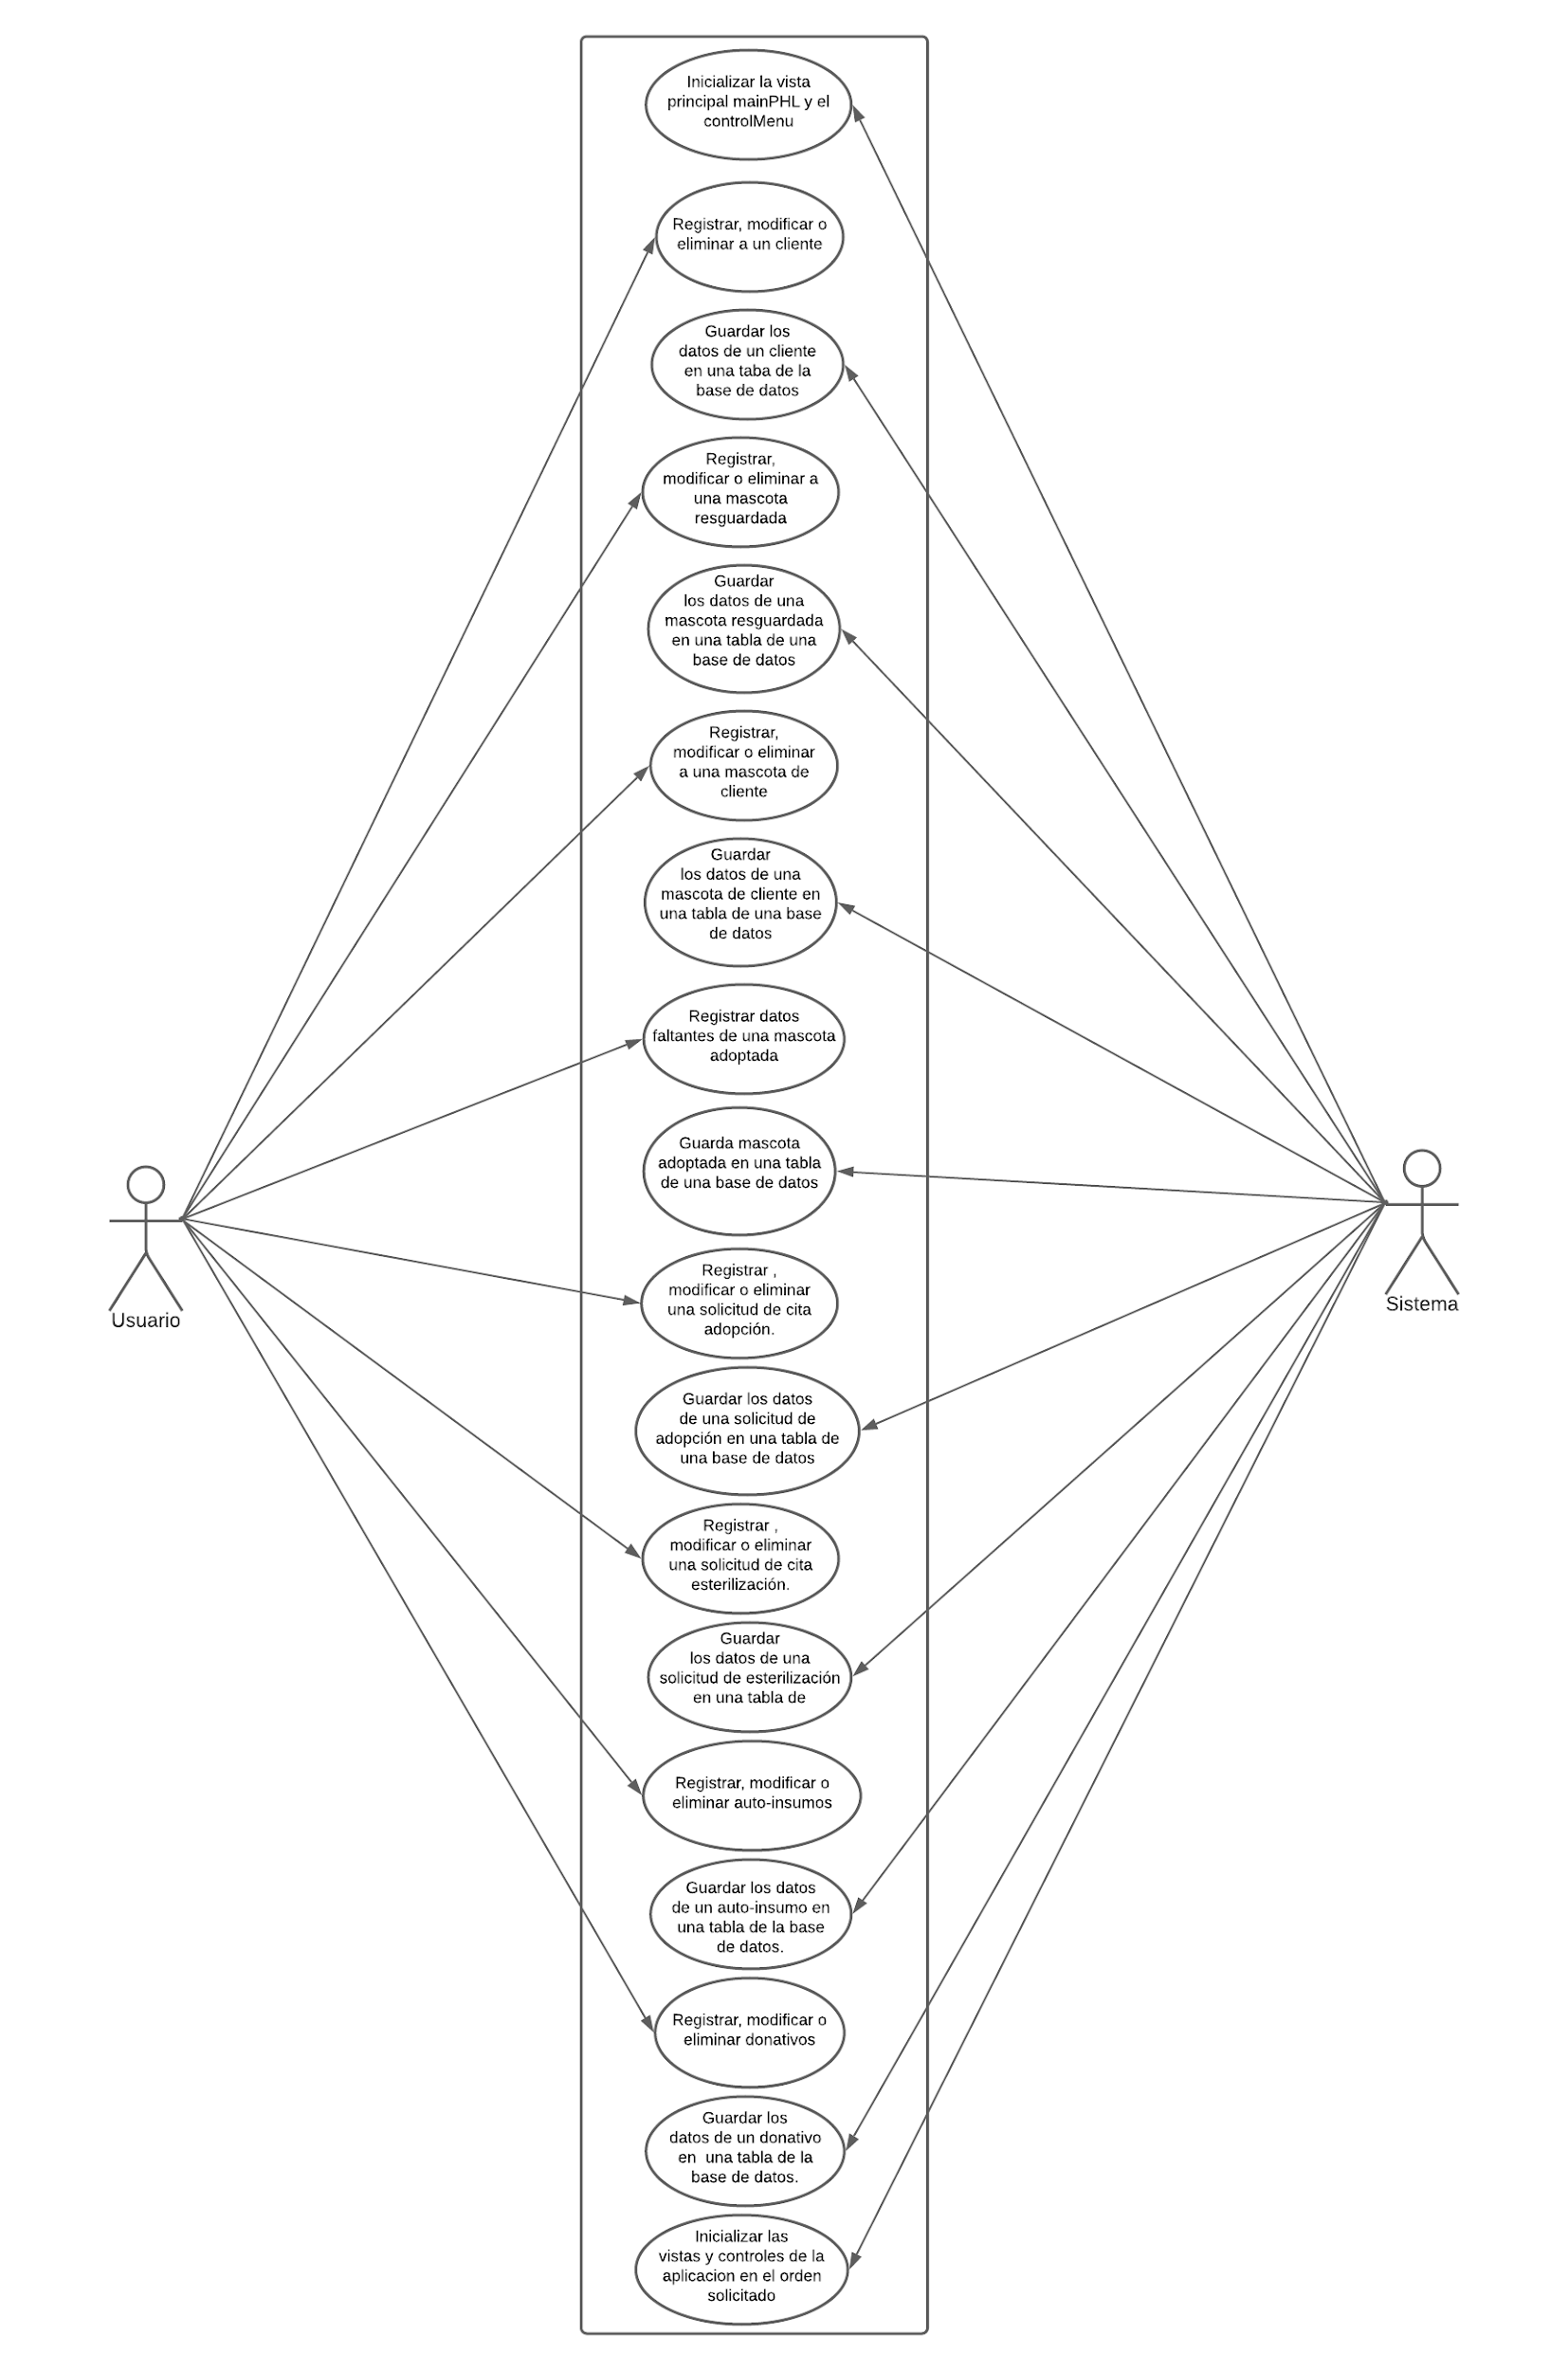 Inicializar la vista
principal mainPHL y el
controlMenu
Registrar, modificar o
eliminar a un cliente
Guardar los
datos de un cliente
en una taba de la
base de datos
Registrar,
modificar o eliminar a
una mascota
resguardada
Guardar
los datos de una
mascota resguardada
en una tabla de una
base de datos
Registrar,
modificar o eliminar
a una mascota de
cliente
Guardar
los datos de una
mascota de cliente en
una tabla de una base
de datos
Registrar datos
faltantes de una mascota
adoptada
Guarda mascota
adoptada en una tabla
de una base de datos
Usuario
Sistema
Registrar ,
modificar o eliminar
una solicitud de cita
adopción.
Guardar los datos
de una solicitud de
adopción en una tabla de
una base de datos
Registrar ,
modificar o eliminar
una solicitud de cita
esterilización.
Guardar
los datos de una
solicitud de esterilización
en una tabla de
Registrar, modificar o
eliminar auto-insumos
Guardar los datos
de un auto-insumo en
una tabla de la base
de datos.
Registrar, modificar o
eliminar donativos
Guardar los
datos de un donativo
en  una tabla de la
base de datos.
Inicializar las
vistas y controles de la
aplicacion en el orden
solicitado